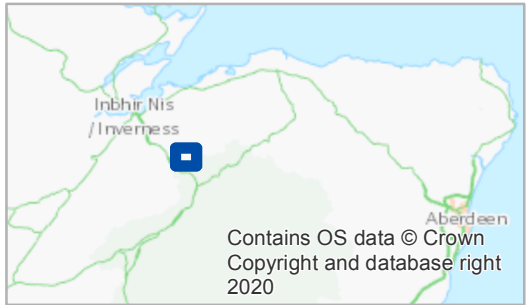 Inbhir Nis
/ Inverness
Aberdeen
Contains OS data © Crown
Copyright and database right
2020